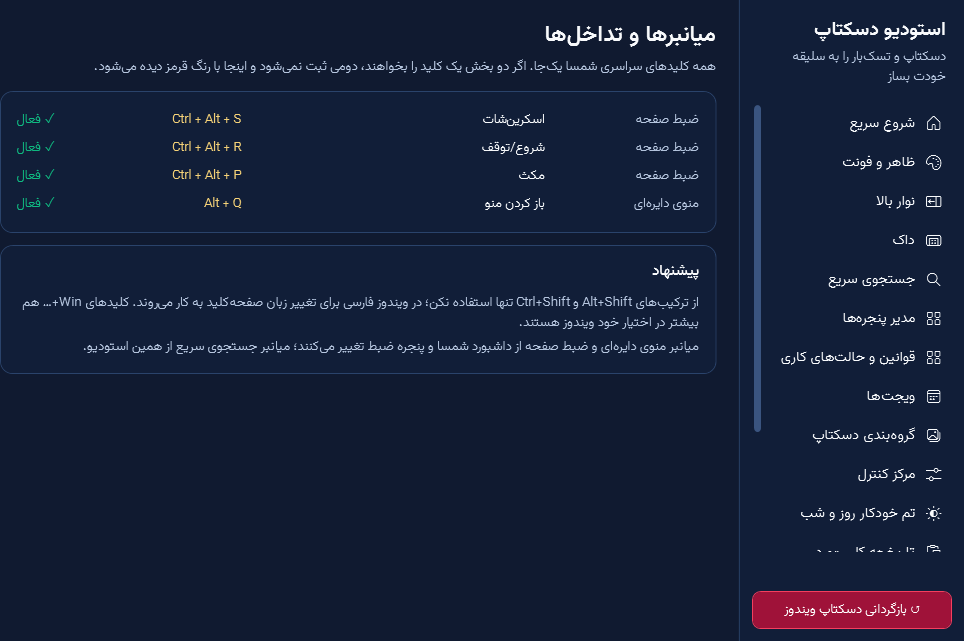 استودیو دسکتاپ
دسکتاپ و تسک‌بار را به سلیقه
خودت بساز
شروع سریع
ظاهر و فونت
نوار بالا
داک
جستجوی سریع
مدیر پنجره‌ها
قوانین و حالت‌های کاری
ویجت‌ها
گروه‌بندی دسکتاپ
مرکز کنترل
تم خودکار روز و شب
↺ بازگردانی دسکتاپ ویندوز
میانبرها و تداخل‌ها
همه کلیدهای سراسری شمسا یک‌جا. اگر دو بخش یک کلید را بخواهند، دومی ثبت نمی‌شود و اینجا با رنگ قرمز دیده می‌شود.
ضبط صفحه اسکرین‌شات Ctrl + Alt + S ✓ فعال
ضبط صفحه شروع/توقف Ctrl + Alt + R ✓ فعال
ضبط صفحه مکث Ctrl + Alt + P ✓ فعال
منوی دایره‌ای باز کردن منو Alt + Q ✓ فعال
پیشنهاد
از ترکیب‌های Alt+Shift و Ctrl+Shift تنها استفاده نکن؛ در ویندوز فارسی برای تغییر زبان صفحه‌کلید به کار می‌روند. کلیدهای Win+… هم
بیشتر در اختیار خود ویندوز هستند.
میانبر منوی دایره‌ای و ضبط صفحه از داشبورد شمسا و پنجره ضبط تغییر می‌کنند؛ میانبر جستجوی سریع از همین استودیو.